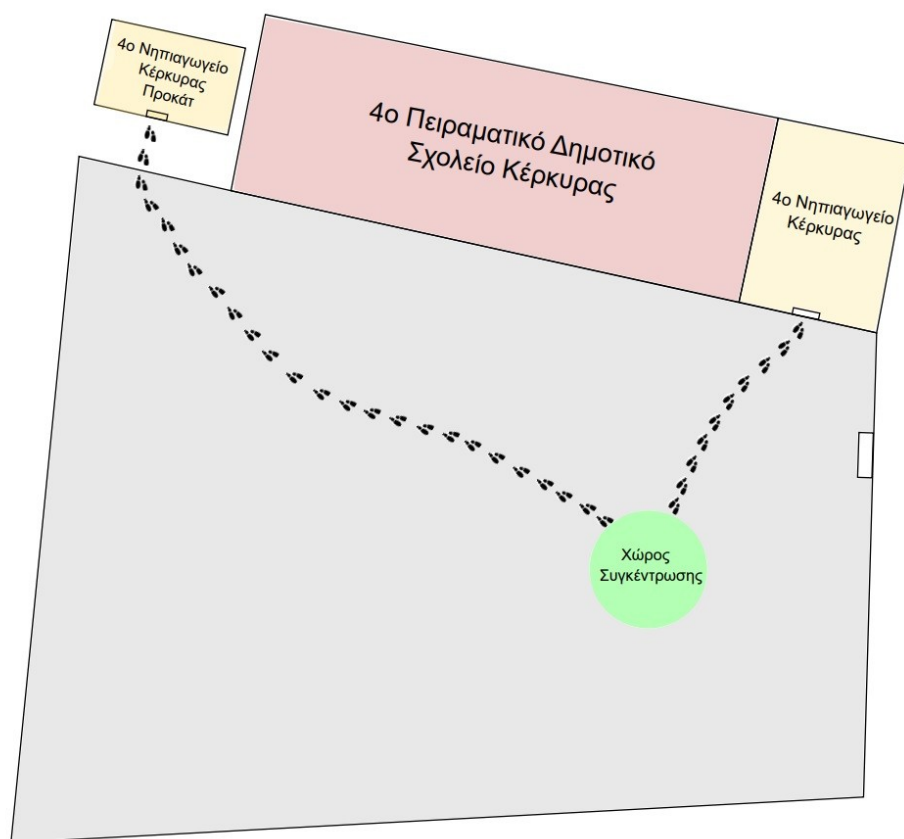 4ο Νηπιαγωγείο
Κέρκυρας
Προκάτ
4ο Πειραματικό Δημοτικό
Σχολείο Κέρκυρας
4ο Νηπιαγωγείο
Κέρκυρας
Χώρος
Συγκέντρωσης